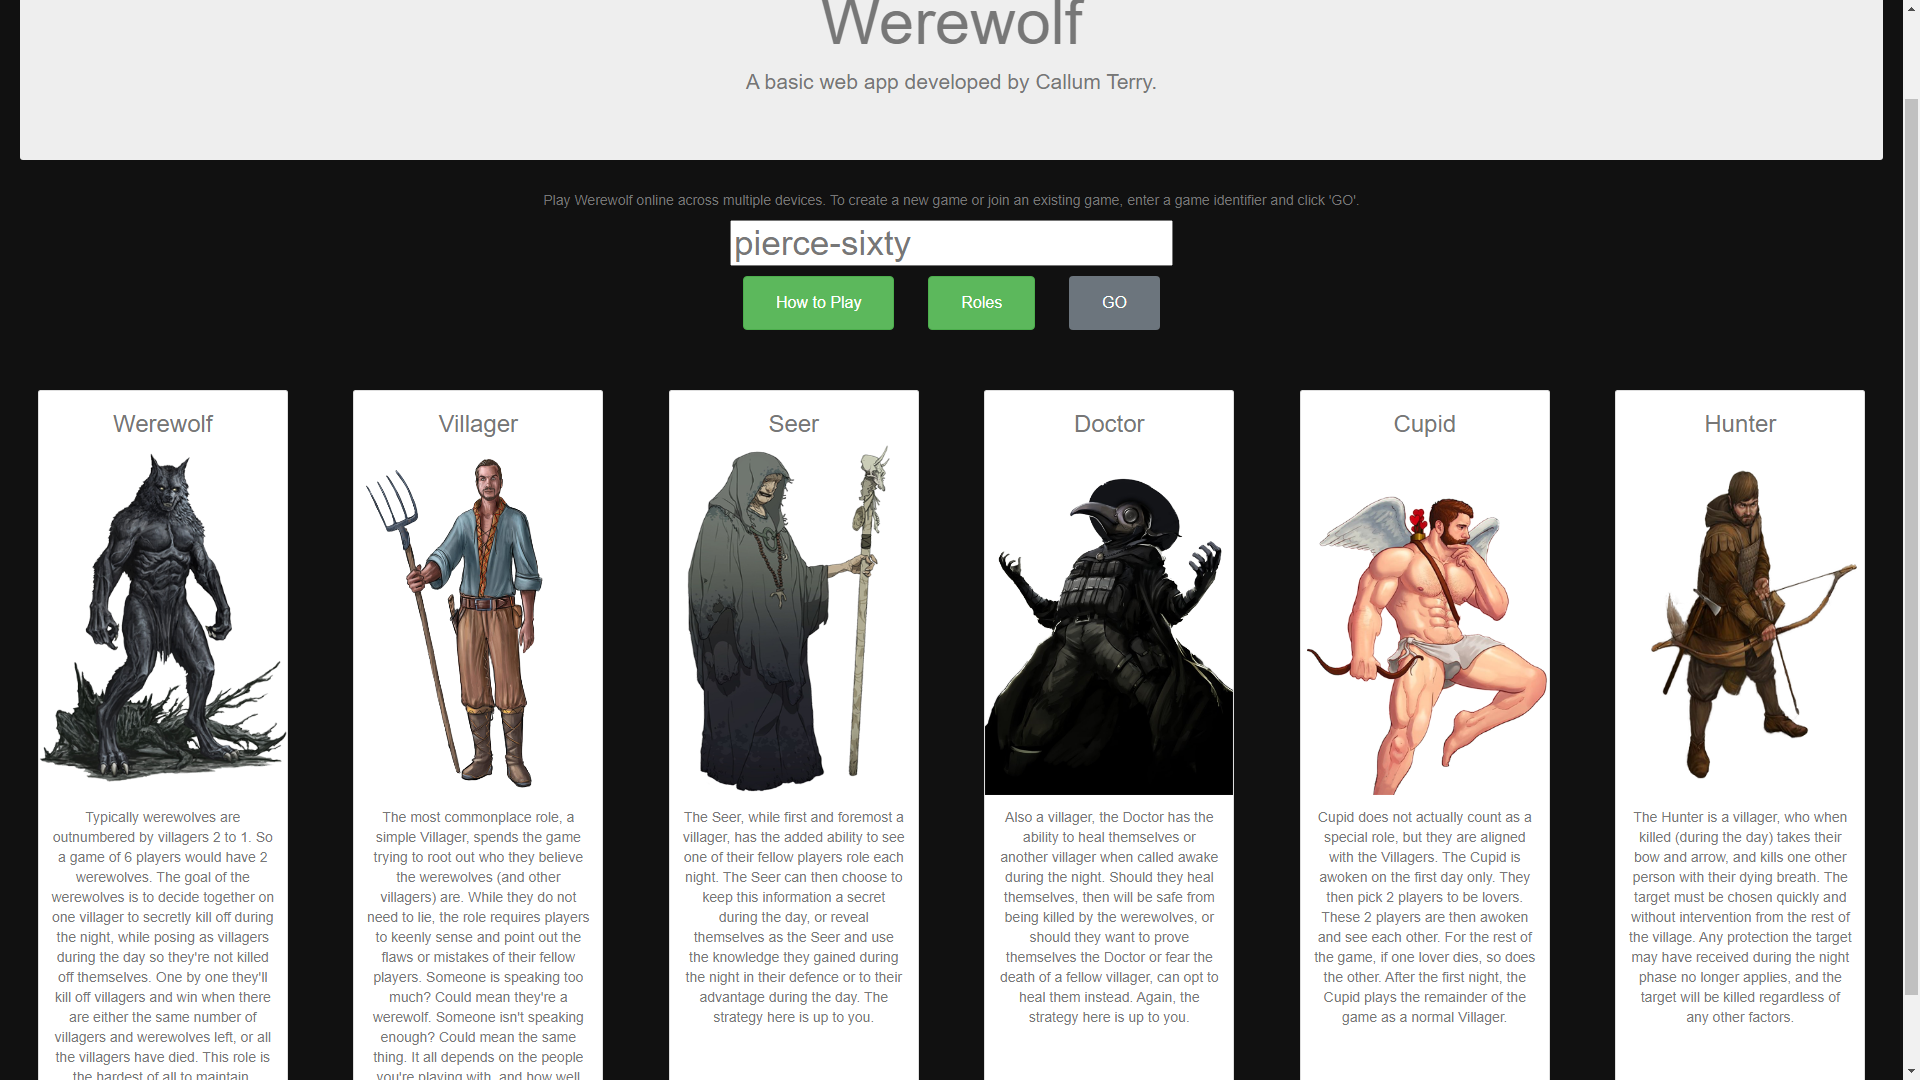 Werewolf
A basic web app developed by Callum Terry.
Play Werewolf online across multiple devices. To create a new game or join an existing game, enter a game identifier and click 'GO'.
pierce-sixty
How to Play
Roles
GO
Werewolf
Typically werewolves are
outnumbered by villagers 2 to 1. So
a game of 6 players would have 2
werewolves. The goal of the
werewolves is to decide together on
one villager to secretly kill off during
the night, while posing as villagers
during the day so they're not killed
off themselves. One by one they'll
kill off villagers and win when there
are either the same number of
villagers and werewolves left, or all
the villagers have died. This role is
the hardest of all to maintain
Villager
The most commonplace role, a
simple Villager, spends the game
trying to root out who they believe
the werewolves (and other
villagers) are. While they do not
need to lie, the role requires players
to keenly sense and point out the
flaws or mistakes of their fellow
players. Someone is speaking too
much? Could mean they're a
werewolf. Someone isn't speaking
enough? Could mean the same
thing. It all depends on the people
you're playing with, and how well
Seer
The Seer, while first and foremost a
villager, has the added ability to see
one of their fellow players role each
night. The Seer can then choose to
keep this information a secret
during the day, or reveal
themselves as the Seer and use
the knowledge they gained during
the night in their defence or to their
advantage during the day. The
strategy here is up to you.
Doctor
Also a villager, the Doctor has the
ability to heal themselves or
another villager when called awake
during the night. Should they heal
themselves, then will be safe from
being killed by the werewolves, or
should they want to prove
themselves the Doctor or fear the
death of a fellow villager, can opt to
heal them instead. Again, the
strategy here is up to you.
Cupid
Cupid does not actually count as a
special role, but they are aligned
with the Villagers. The Cupid is
awoken on the first day only. They
then pick 2 players to be lovers.
These 2 players are then awoken
and see each other. For the rest of
the game, if one lover dies, so does
the other. After the first night, the
Cupid plays the remainder of the
game as a normal Villager.
Hunter
The Hunter is a villager, who when
killed (during the day) takes their
bow and arrow, and kills one other
person with their dying breath. The
target must be chosen quickly and
without intervention from the rest of
the village. Any protection the target
may have received during the night
phase no longer applies, and the
target will be killed regardless of
any other factors.